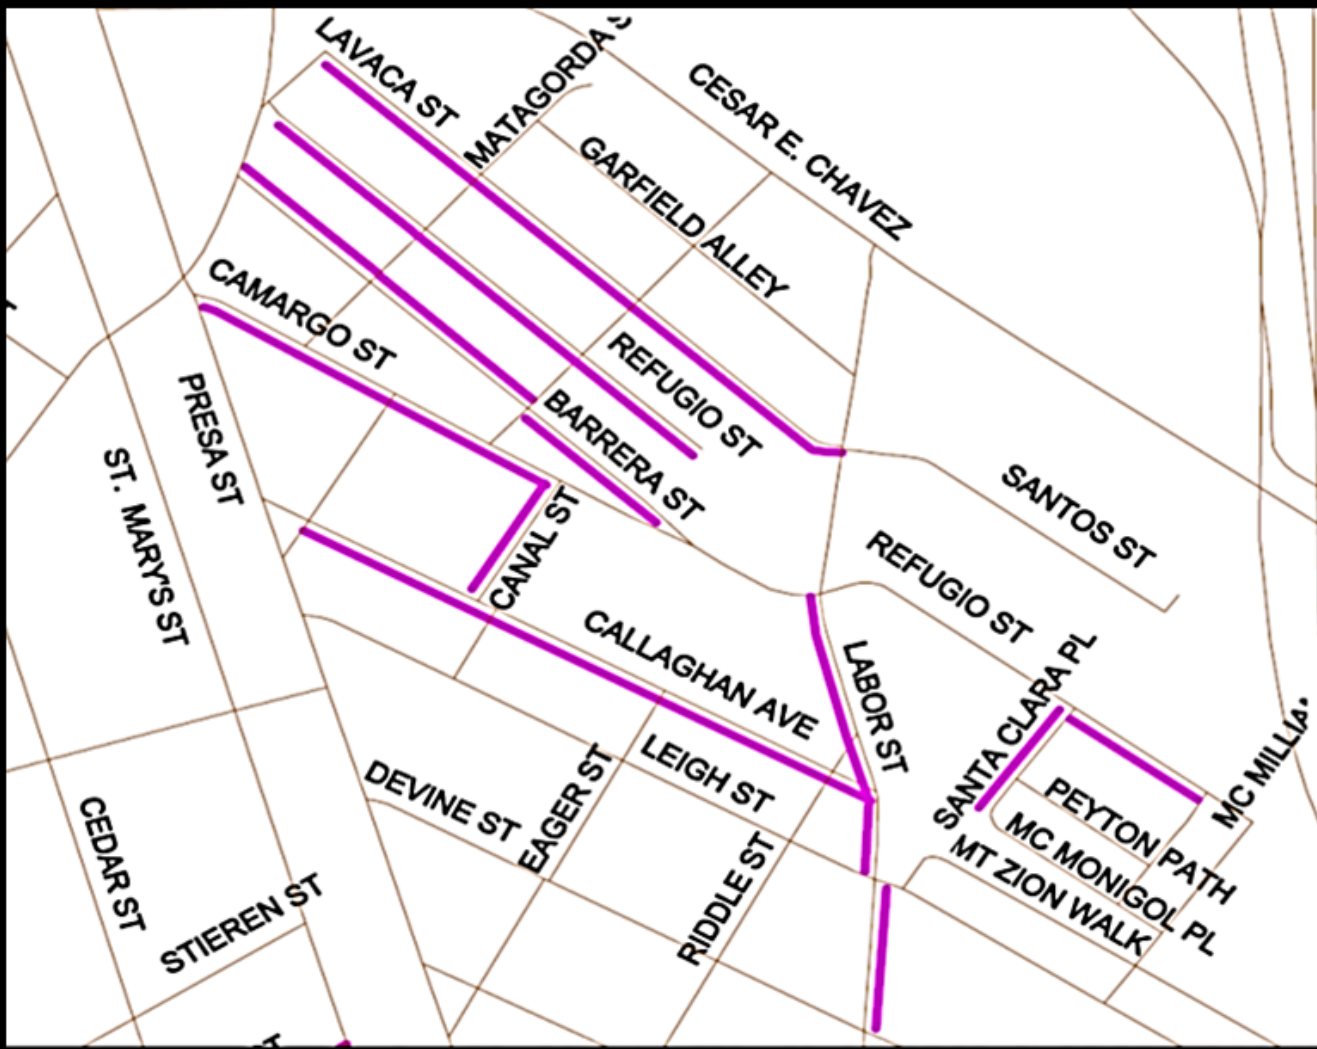 LAVACA ST
MATAGORDA S
CESAR E. CHAVEZ
GARFIELD ALLEY
CAMARGO ST
REFUGIO ST
PRESA ST
BARRERA ST
ST. MARY'S ST
SANTOS ST
CANAL ST
REFUGIO ST
CALLAGHAN AVE
LABOR ST
SANTA CLARA PL
MC MILLIA
LEIGH ST
DEVINE ST
EAGER ST
PEYTON PATH
CEDAR ST
MC MONIGOL PL
RIDDLE ST
MT ZION WALK
STIEREN ST